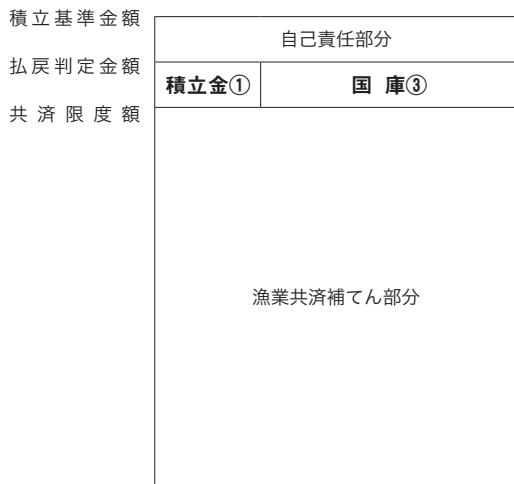 積立基準金額
自己責任部分
払戻判定金額
積立金① 国庫③
共済限度額
漁業共済補てん部分